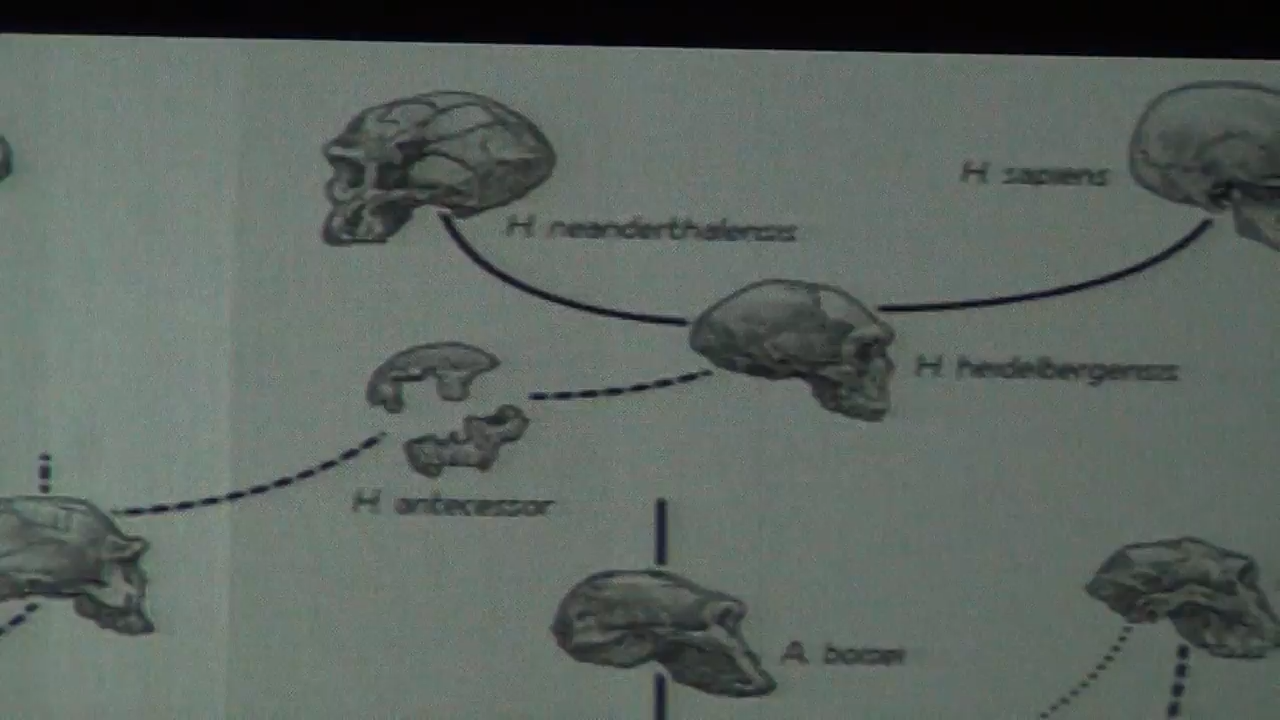 H sapiens
H neanderthalensis
H heidelbergensis
H antecessor
A boisei